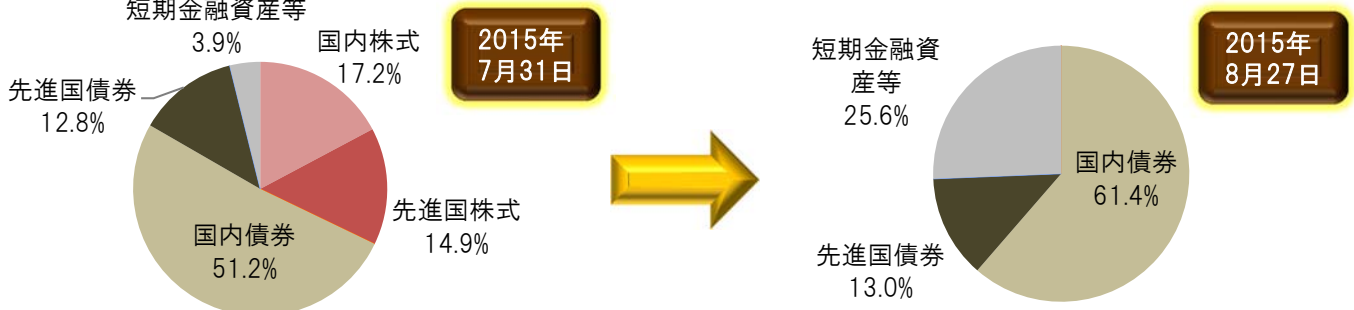 短期金融資産等
3.9%
国内株式
17.2%
先進国債券
12.8%
先進国株式
14.9%
国内債券
51.2%
2015年
7月31日
短期金融資
産等
25.6%
国内債券
61.4%
先進国債券
13.0%
2015年
8月27日